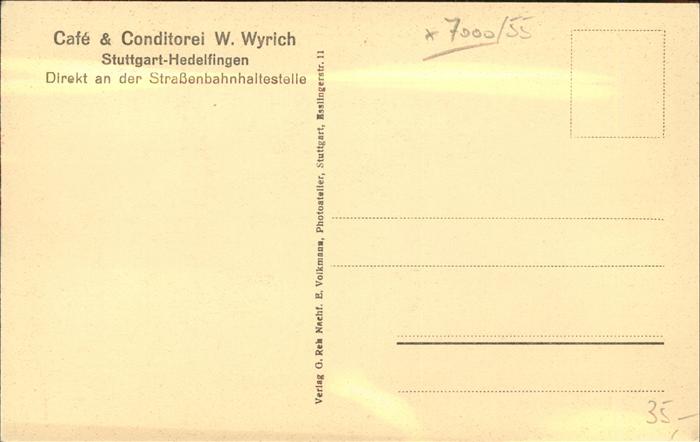 Café & Conditorei W. Wyrich
Stuttgart-Hedelfingen
Direkt an der Straßenbahnhaltestelle
Verlag G. Reh Nachf. E. Volkmann, Photoatelier, Stuttgart, Esslingerstr. 11
x 7000/55
35,-